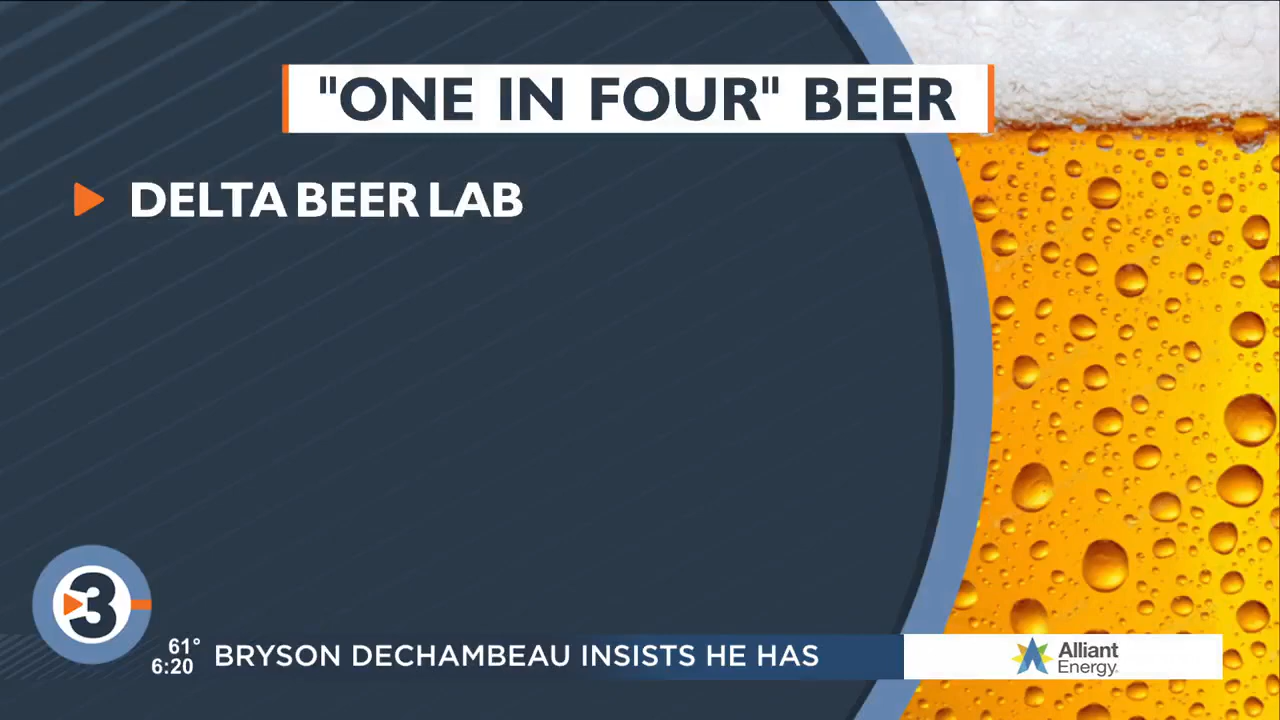 "ONE IN FOUR" BEER
DELTA BEER LAB
3
61°
6:20
BRYSON DECHAMBEAU INSISTS HE HAS
Alliant
Energy